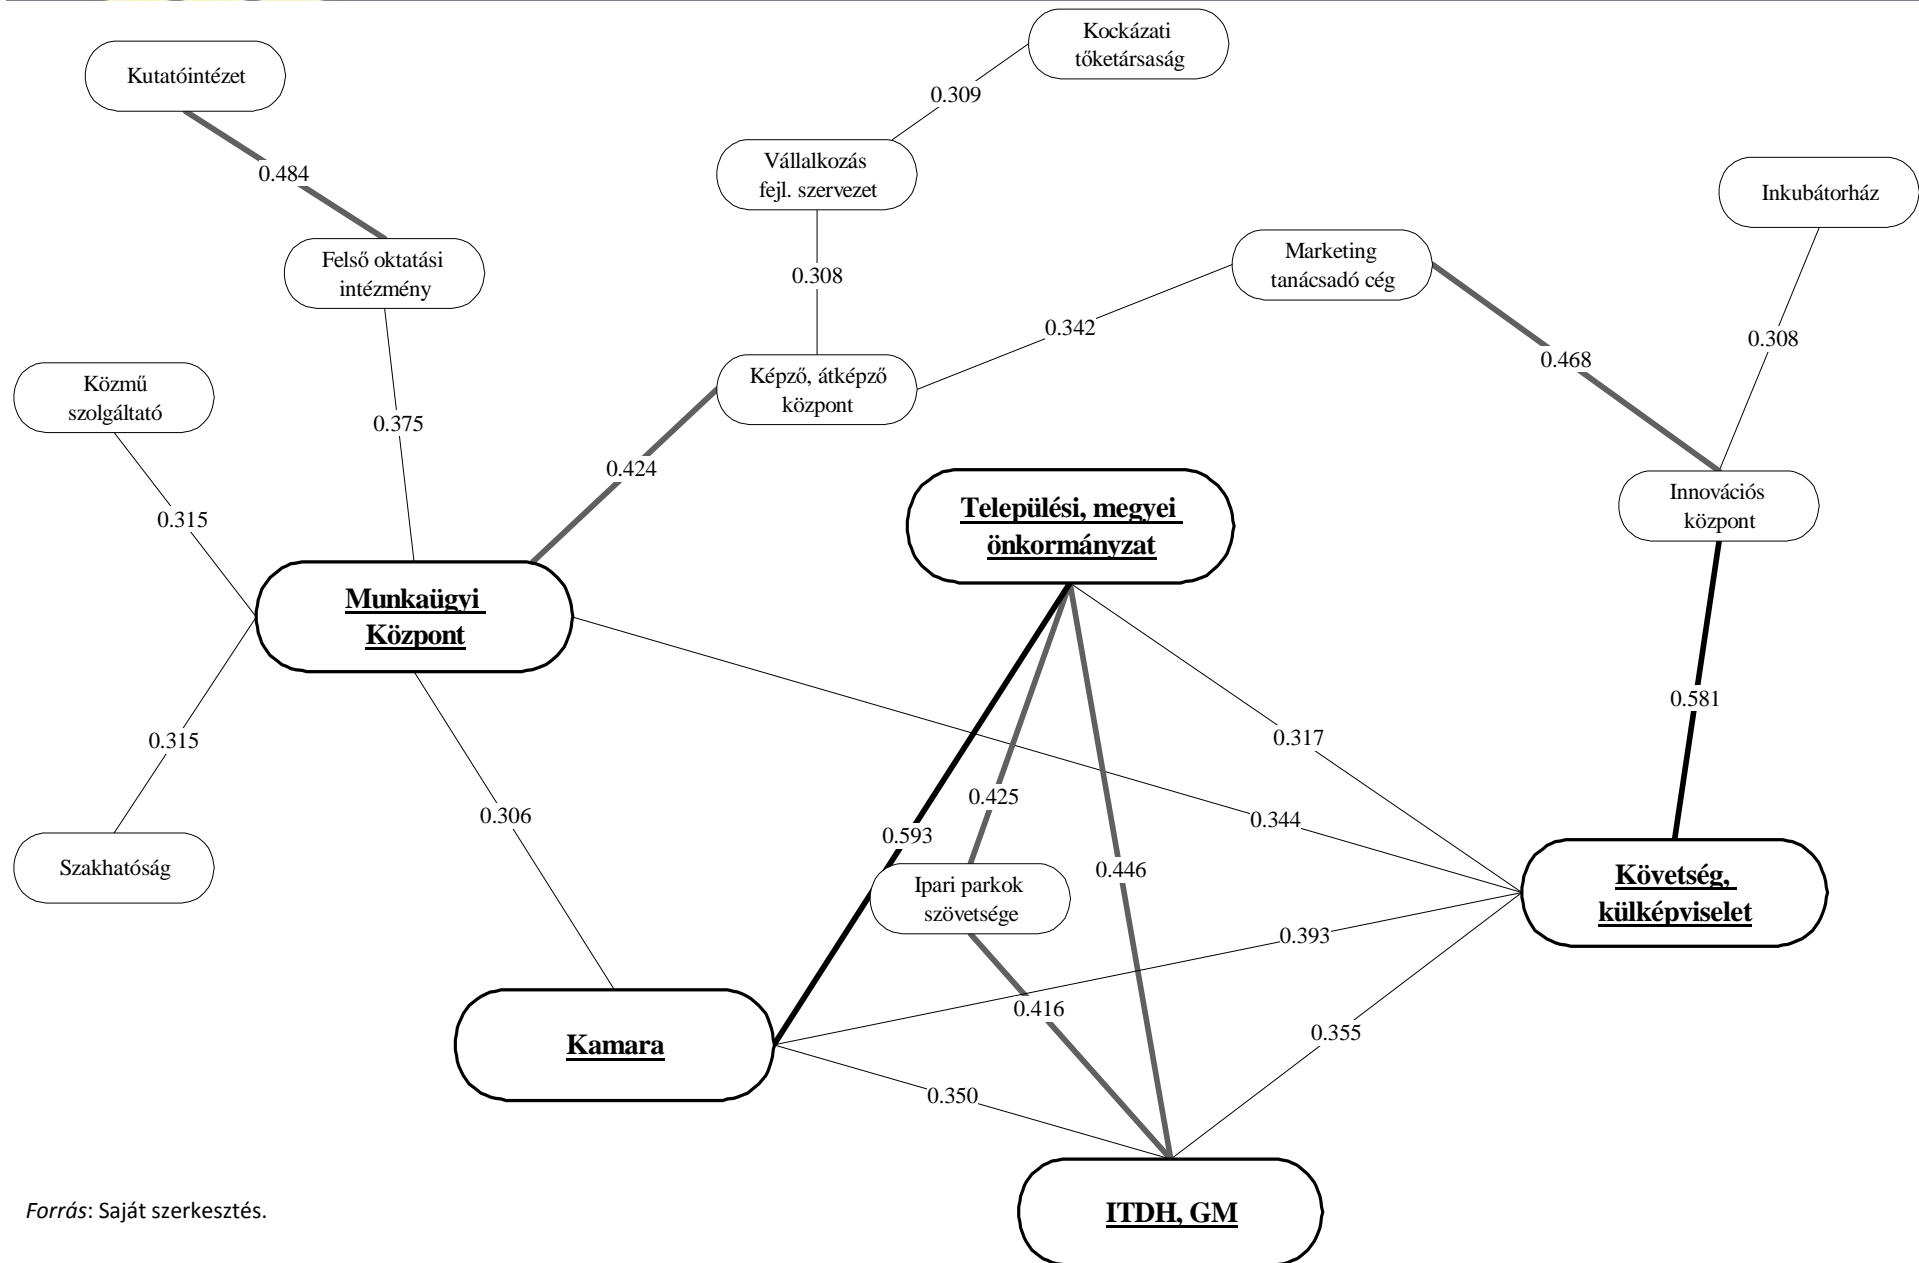 Kockázati
tőketársaság
Kutatóintézet
0.309
Vállalkozás
fejl. szervezet
0.484
Inkubátorház
Felső oktatási
intézmény
Marketing
tanácsadó cég
0.308
0.342
0.308
0.468
Közmű
szolgáltató
Képző, átképző
központ
0.375
0.424
0.315
Települési, megyei
önkormányzat
Innovációs
központ
Munkaügyi
Központ
0.581
0.317
0.315
0.425
0.306
0.344
0.593
0.446
Szakhatóság
Ipari parkok
szövetsége
Követség,
külképviselet
0.393
0.416
0.355
Kamara
0.350
Forrás: Saját szerkesztés.
ITDH, GM